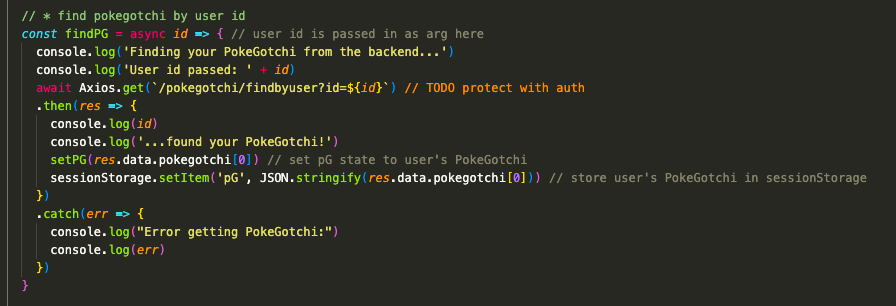 // * find pokegotchi by user id
const findPG = async id => { // user id is passed in as arg here
  console.log('Finding your PokeGotchi from the backend...')
  console.log('User id passed: ' + id)
  await Axios.get(`/pokegotchi/findbyuser?id=${id}`) // TODO protect with auth
  .then(res => {
    console.log(id)
    console.log('...found your PokeGotchi!')
    setPG(res.data.pokegotchi[0]) // set pG state to user's PokeGotchi
    sessionStorage.setItem('pG', JSON.stringify(res.data.pokegotchi[0])) // store user's PokeGotchi in sessionStorage
  })
  .catch(err => {
    console.log("Error getting PokeGotchi:")
    console.log(err)
  })
}